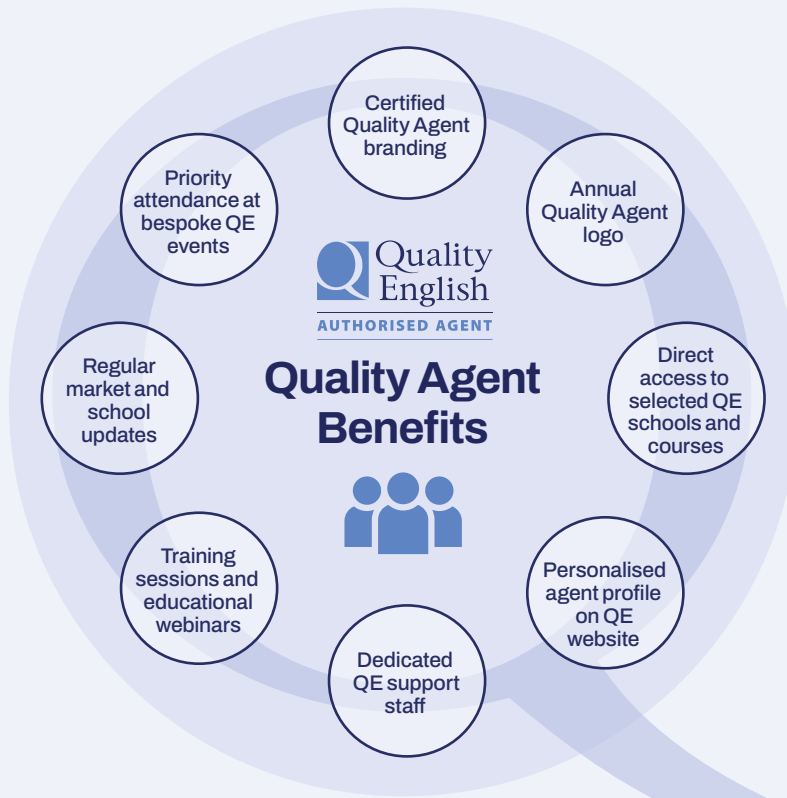 Certified
Quality Agent
branding
Annual
Quality Agent
logo
Direct
access to
selected QE
schools and
courses
Personalised
agent profile
on QE
website
Dedicated
QE support
staff
Training
sessions and
educational
webinars
Regular
market and
school
updates
Priority
attendance at
bespoke QE
events
Quality
English
AUTHORISED AGENT
Quality Agent
Benefits